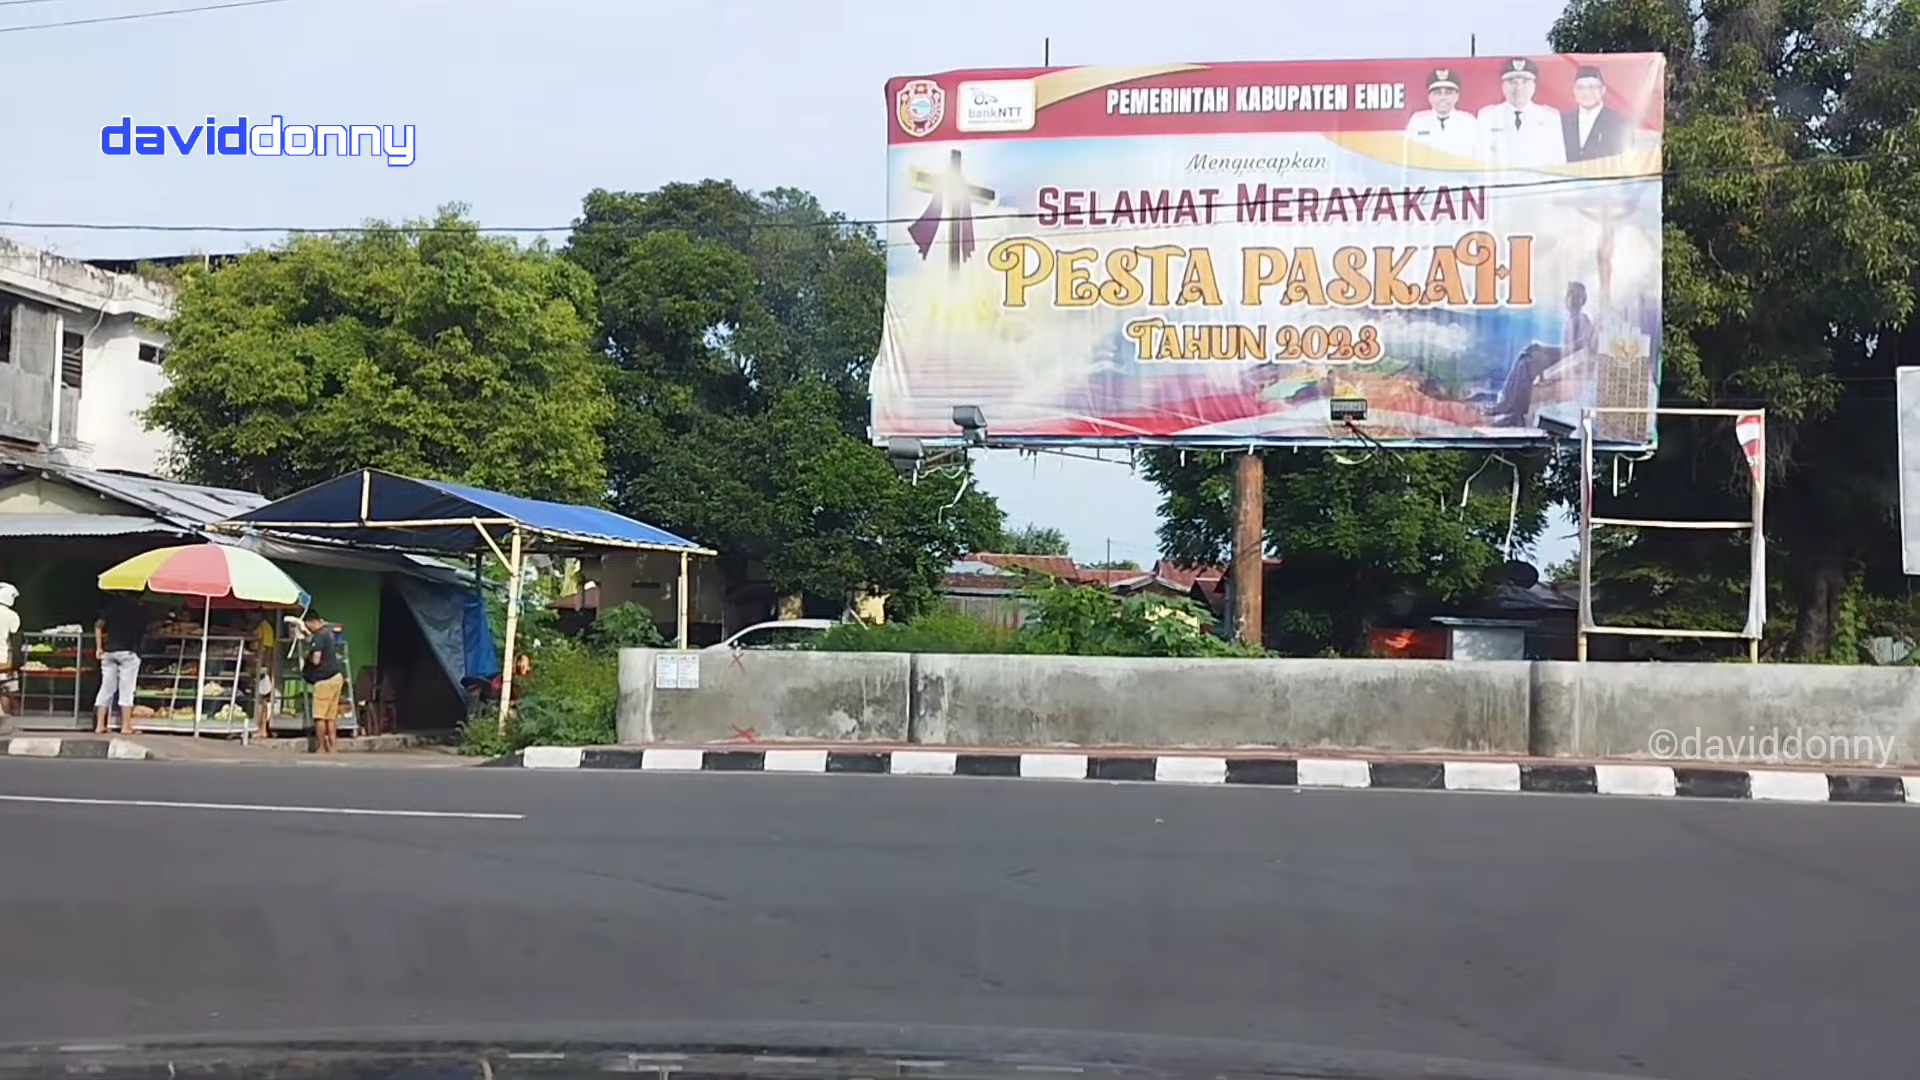 daviddonny
bankNTT
PEMERINTAH KABUPATEN ENDE
Mengucapkan
SELAMAT MERAYAKAN
PESTA PASKAH
TAHUN 2023
©daviddonny